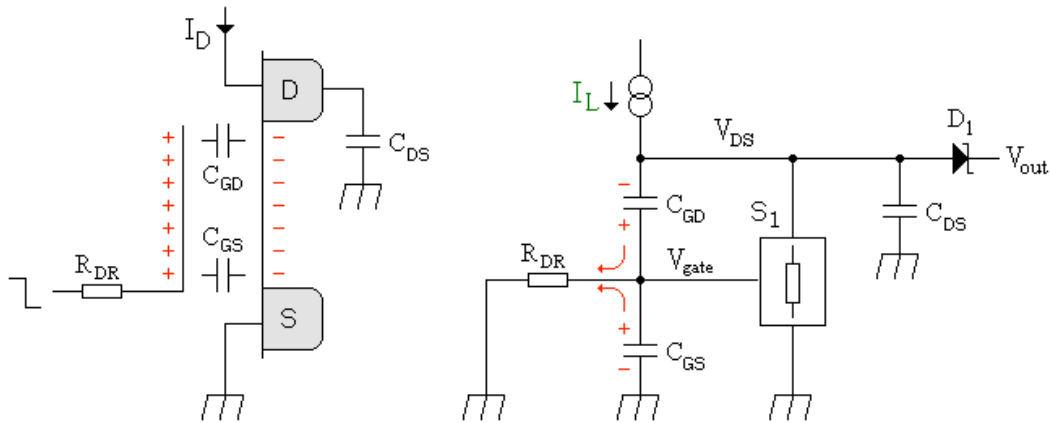 I_D
D
C_DS
C_GD
C_GS
R_DR
S
I_L
V_DS
D_1
V_out
C_GD
S_1
C_DS
R_DR
V_gate
C_GS